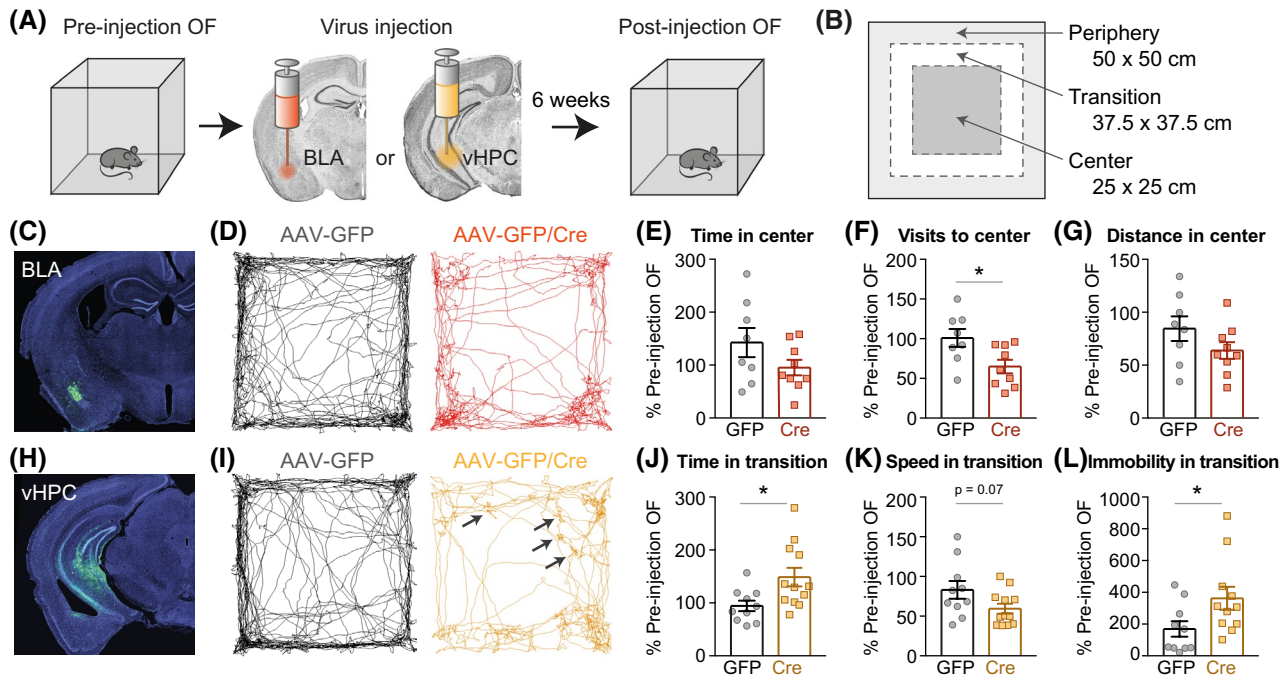 (A)
Pre-injection OF
Virus injection
Post-injection OF
BLA
or
vHPC
6 weeks
(B)
Periphery
50 x 50 cm
Transition
37.5 x 37.5 cm
Center
25 x 25 cm
(C)
BLA
(D)
AAV-GFP
AAV-GFP/Cre
(E)
Time in center
% Pre-injection OF
300
200
100
0
GFP
Cre
(F)
Visits to center
% Pre-injection OF
200
150
100
50
0
*
GFP
Cre
(G)
Distance in center
% Pre-injection OF
150
100
50
0
GFP
Cre
(H)
vHPC
(I)
AAV-GFP
AAV-GFP/Cre
(J)
Time in transition
% Pre-injection OF
300
200
100
0
*
GFP
Cre
(K)
Speed in transition
% Pre-injection OF
200
150
100
50
0
p = 0.07
GFP
Cre
(L)
Immobility in transition
% Pre-injection OF
1000
800
600
400
200
0
*
GFP
Cre